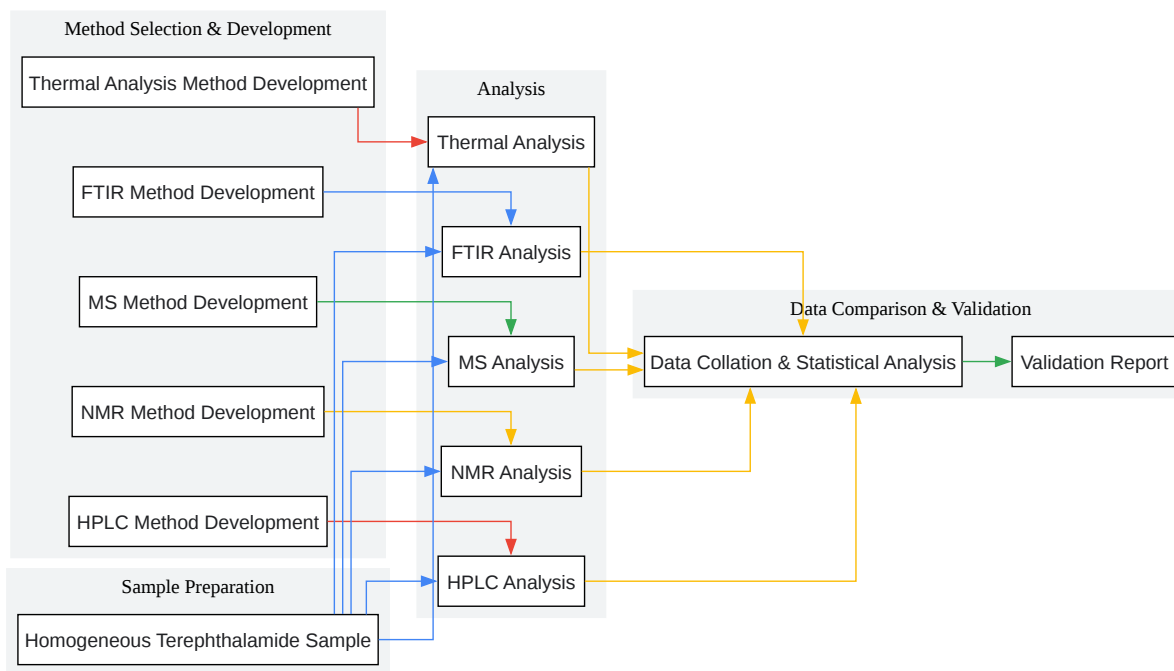 Method Selection & Development
Thermal Analysis Method Development
FTIR Method Development
MS Method Development
NMR Method Development
HPLC Method Development
Sample Preparation
Homogeneous Terephthalamide Sample
Analysis
Thermal Analysis
FTIR Analysis
MS Analysis
NMR Analysis
HPLC Analysis
Data Comparison & Validation
Data Collation & Statistical Analysis
Validation Report